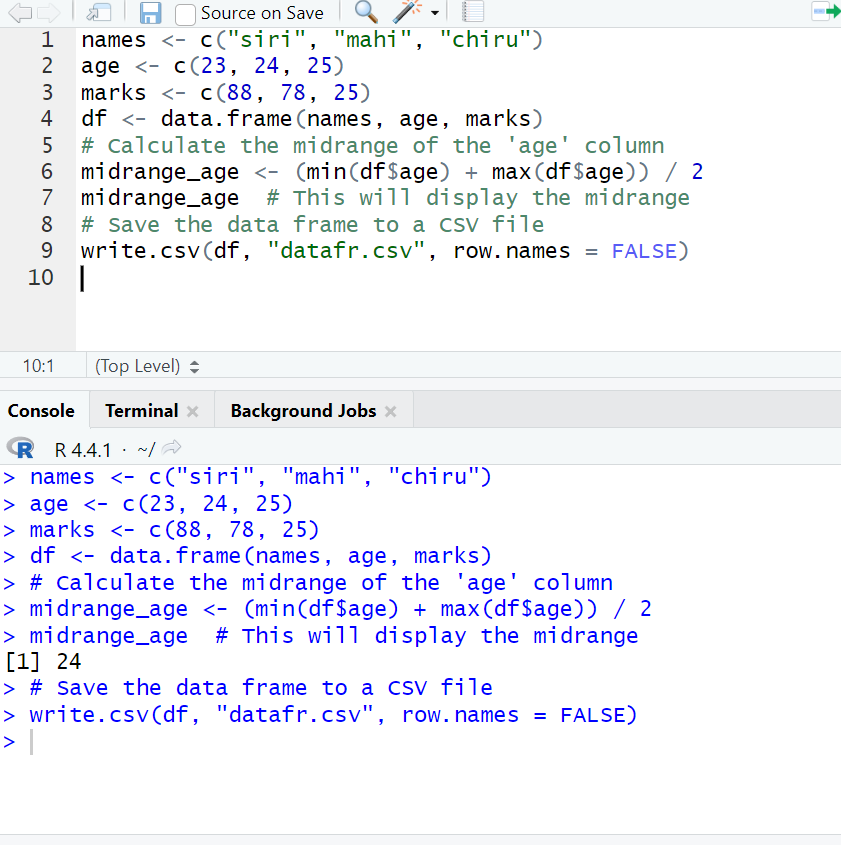 Source on Save
1 names <- c("siri", "mahi", "chiru")
2 age <- c(23, 24, 25)
3 marks <- c(88, 78, 25)
4 df <- data.frame(names, age, marks)
5 # Calculate the midrange of the 'age' column
6 midrange_age <- (min(df$age) + max(df$age)) / 2
7 midrange_age  # This will display the midrange
8 # Save the data frame to a CSV file
9 write.csv(df, "datafr.csv", row.names = FALSE)
10
10:1 (Top Level)
Console Terminal Background Jobs
R R 4.4.1 · ~/
> names <- c("siri", "mahi", "chiru")
> age <- c(23, 24, 25)
> marks <- c(88, 78, 25)
> df <- data.frame(names, age, marks)
> # Calculate the midrange of the 'age' column
> midrange_age <- (min(df$age) + max(df$age)) / 2
> midrange_age  # This will display the midrange
[1] 24
> # Save the data frame to a CSV file
> write.csv(df, "datafr.csv", row.names = FALSE)
>